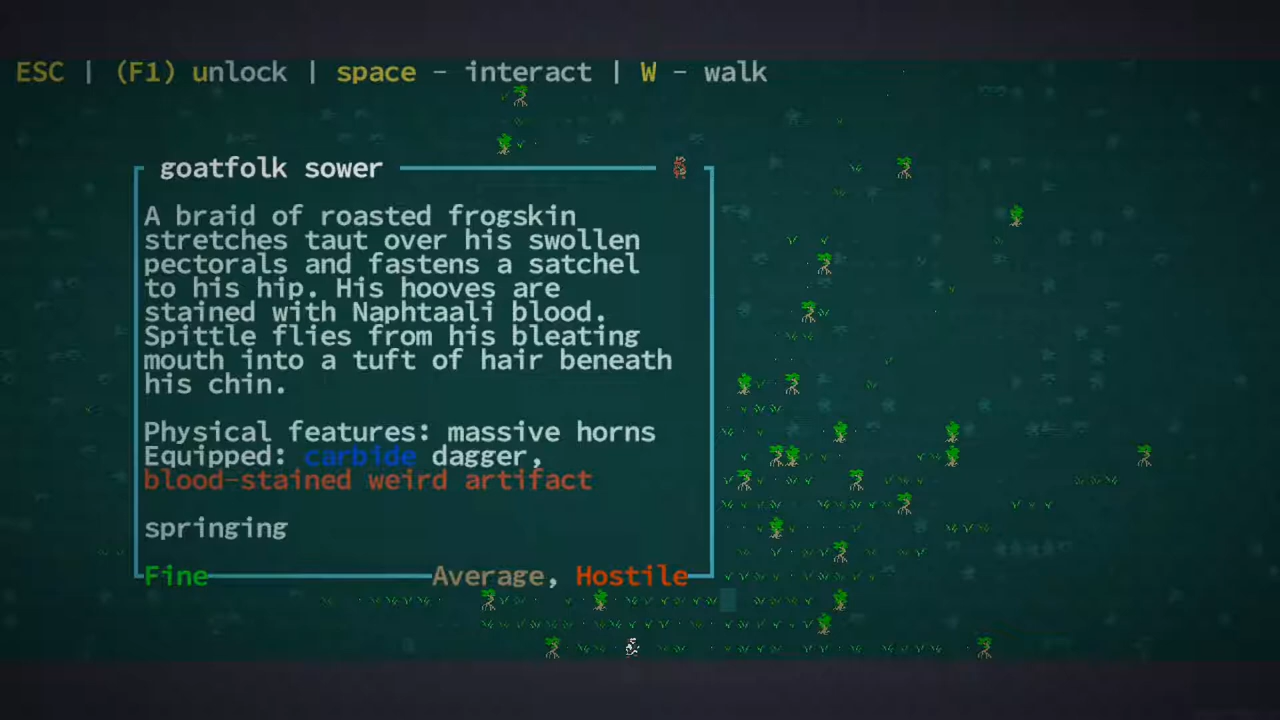 ESC | (F1) unlock | space - interact | W - walk
goatfolk sower
A braid of roasted frogskin
stretches taut over his swollen
pectorals and fastens a satchel
to his hip. His hooves are
stained with Naphtaali blood.
Spittle flies from his bleating
mouth into a tuft of hair beneath
his chin.
Physical features: massive horns
Equipped: carbide dagger,
blood-stained weird artifact
springing
Fine Average, Hostile